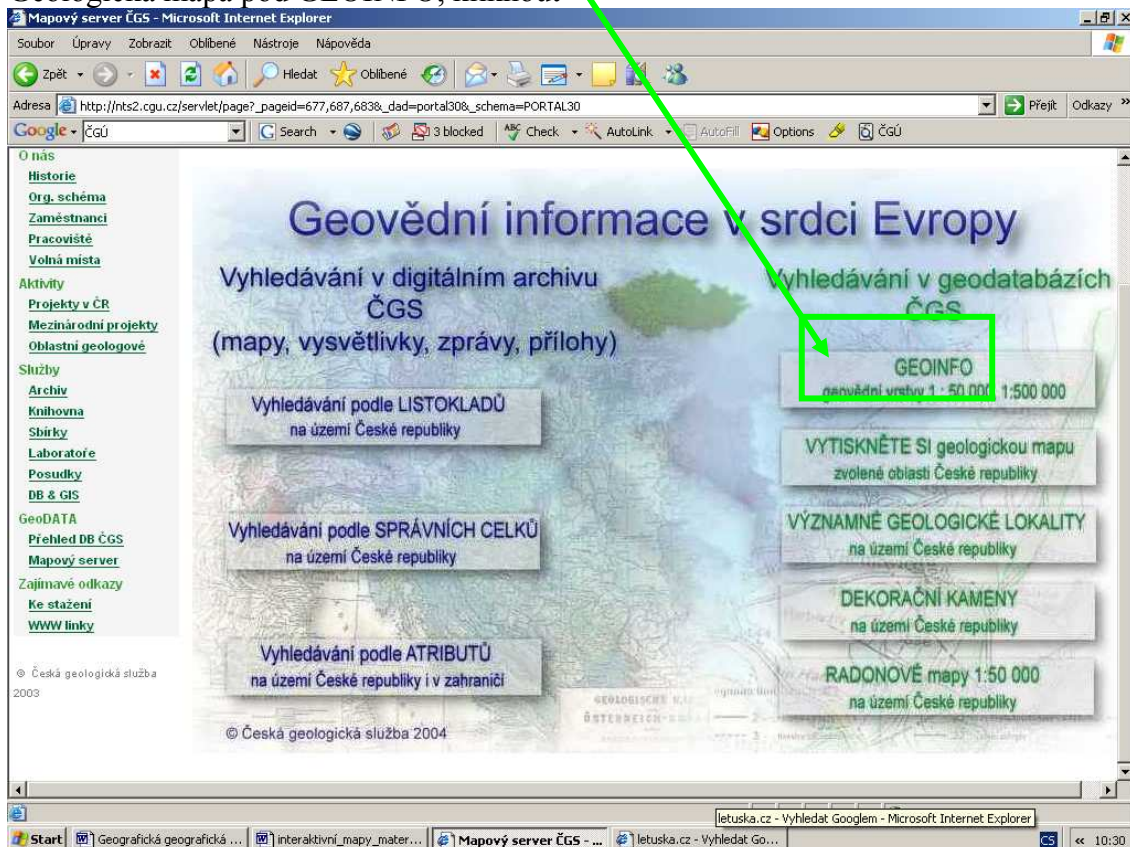 Geologická mapa pod GEOINFO, kliknout
Mapový server ČGS - Microsoft Internet Explorer
Soubor Úpravy Zobrazit Oblíbené Nástroje Nápověda
Zpět Hledat Oblíbené
Adresa http://nts2.cgu.cz/servlet/page?_pageid=677,687,683&_dad=portal30&_schema=PORTAL30 Přejít Odkazy »
Google ČGÚ Search 3 blocked Check AutoLink AutoFill Options ČGÚ
O nás
Historie
Org. schéma
Zaměstnanci
Pracoviště
Volná místa
Aktivity
Projekty v ČR
Mezinárodní projekty
Oblastní geologové
Služby
Archiv
Knihovna
Sbírky
Laboratoře
Posudky
DB & GIS
GeoDATA
Přehled DB ČGS
Mapový server
Zajímavé odkazy
Ke stažení
WWW linky
© Česká geologická služba
2003
Geovědní informace v srdci Evropy
Vyhledávání v digitálním archivu
ČGS
(mapy, vysvětlivky, zprávy, přílohy)
Vyhledávání podle LISTOKLADŮ
na území České republiky
Vyhledávání podle SPRÁVNÍCH CELKŮ
na území České republiky
Vyhledávání podle ATRIBUTŮ
na území České republiky i v zahraničí
© Česká geologická služba 2004
Vyhledávání v geodatabázích
ČGS
GEOINFO
geovědní vrstvy 1 : 50 000, 1:500 000
VYTISKNĚTE SI geologickou mapu
zvolené oblasti České republiky
VÝZNAMNÉ GEOLOGICKÉ LOKALITY
na území České republiky
DEKORAČNÍ KAMENY
na území České republiky
RADONOVÉ mapy 1:50 000
na území České republiky
letuska.cz - Vyhledat Googlem - Microsoft Internet Explorer
Start Geografická geografická ... interaktivní_mapy_mater... Mapový server ČGS - ... letuska.cz - Vyhledat Go... CS « 10:30